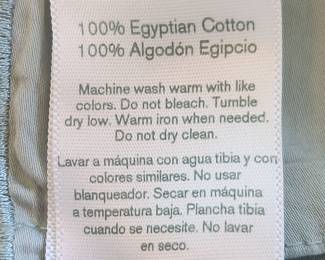 100% Egyptian Cotton
100% Algodón Egipcio
Machine wash warm with like
colors. Do not bleach. Tumble
dry low. Warm iron when needed.
Do not dry clean.
Lavar a máquina con agua tibia y con
colores similares. No usar
blanqueador. Secar en máquina
a temperatura baja. Plancha tibia
cuando se necesite. No lavar
en seco.